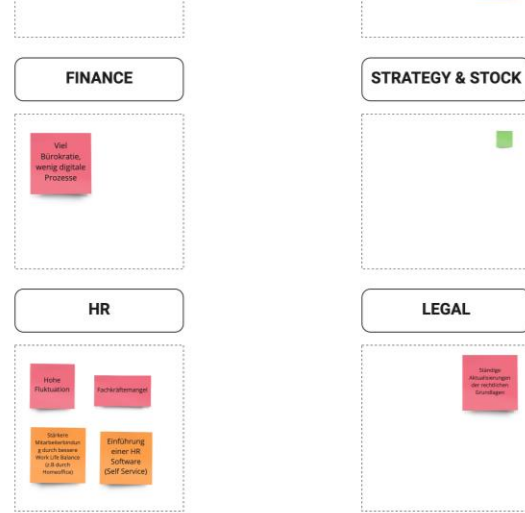 FINANCE
STRATEGY & STOCK
Viel
Bürokratie,
wenig digitale
Prozesse
HR
LEGAL
Hohe
Fluktuation
Fachkräftemangel
Ständige
Aktualisierungen
der rechtlichen
Grundlagen
Stärkere
Mitarbeiterbindun
g durch bessere
Work Life Balance
(z.B durch
Homeoffice)
Einführung
einer HR
Software
(Self Service)